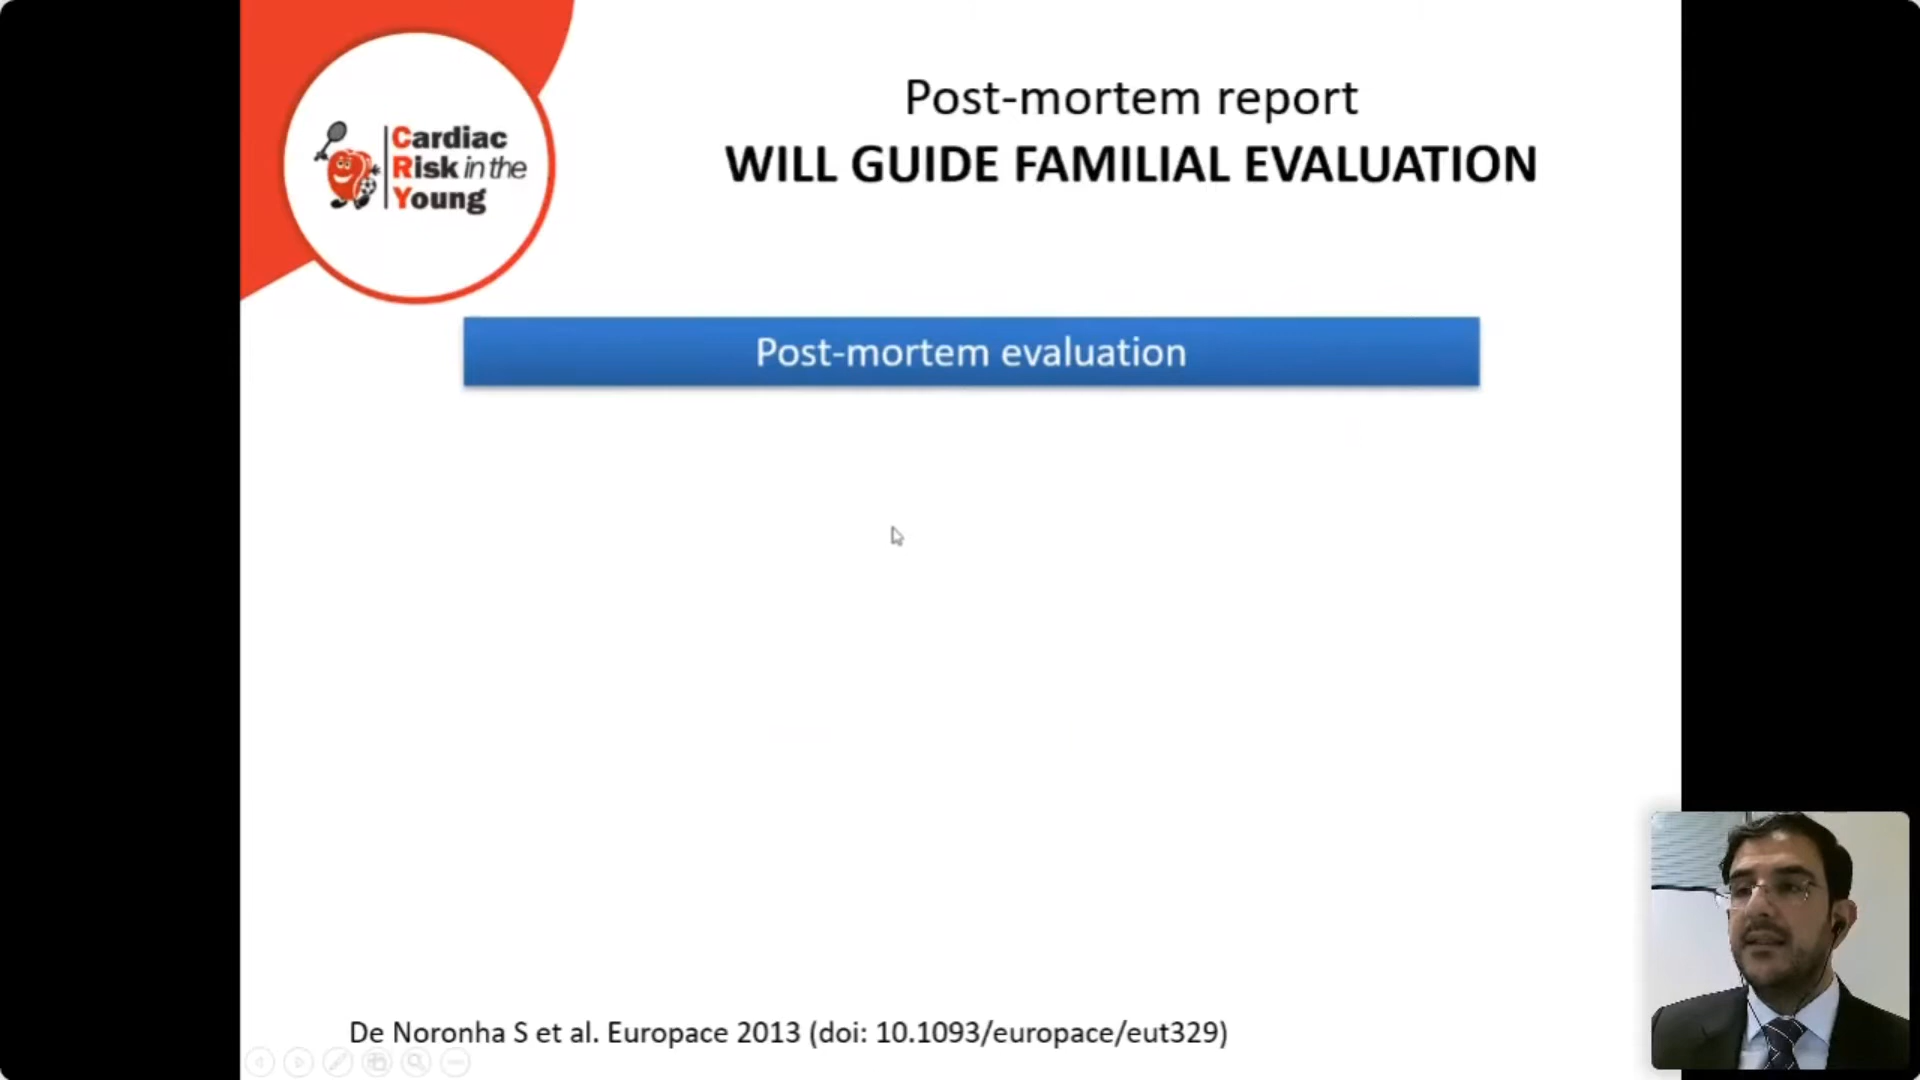 Cardiac
Risk in the
Young
Post-mortem report
WILL GUIDE FAMILIAL EVALUATION
Post-mortem evaluation
De Noronha S et al. Europace 2013 (doi: 10.1093/europace/eut329)